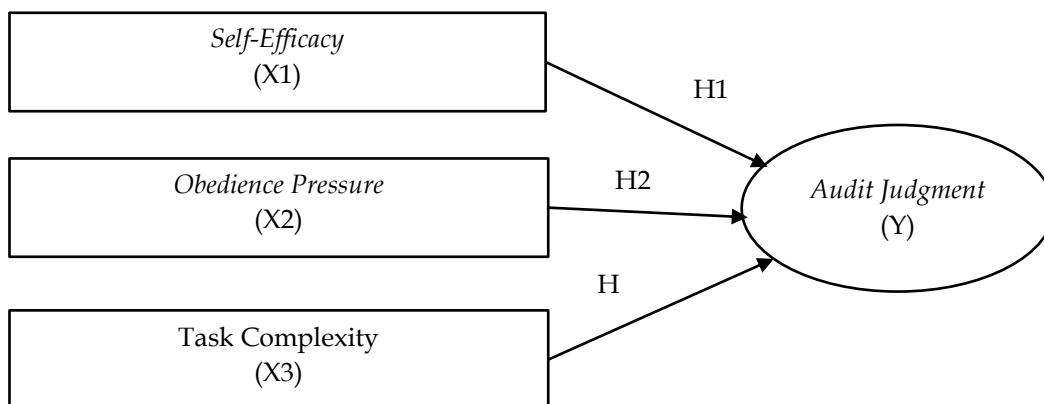 Self-Efficacy
(X1)
H1
Obedience Pressure
(X2)
H2
Audit Judgment
(Y)
H
Task Complexity
(X3)